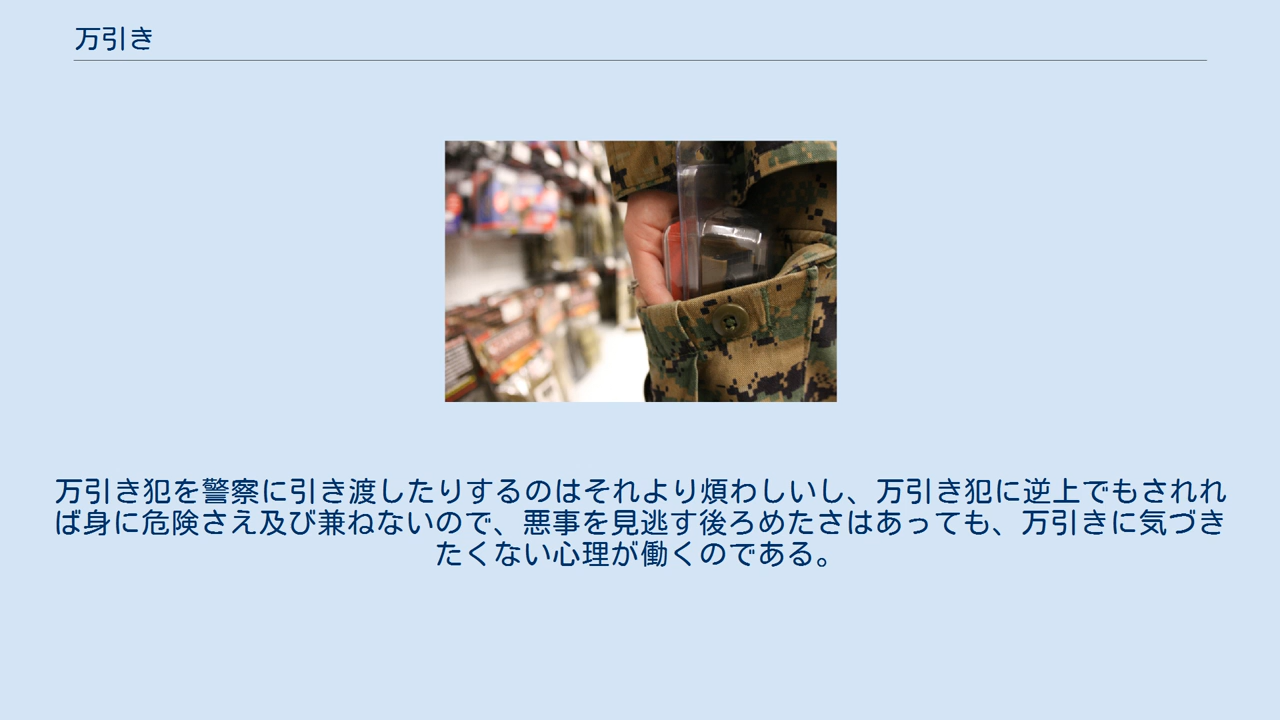 万引き
万引き犯を警察に引き渡したりするのはそれより煩わしいし、万引き犯に逆上でもされれ
ば身に危険さえ及び兼ねないので、悪事を見逃す後ろめたさはあっても、万引きに気づき
たくない心理が働くのである。